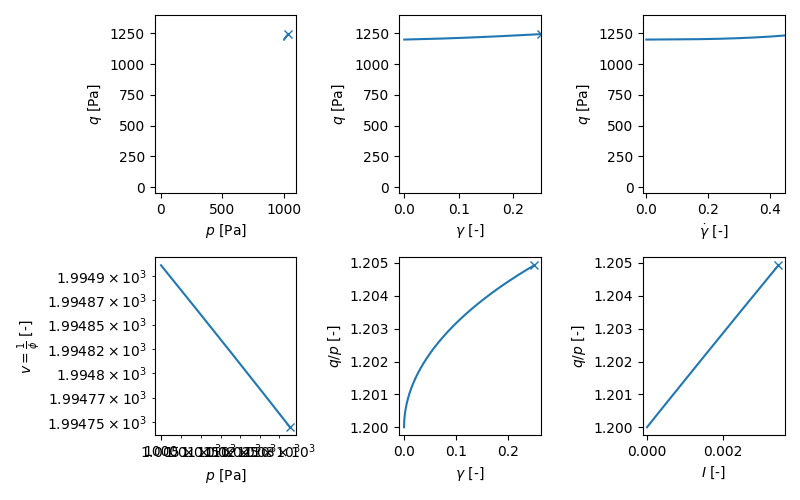 1250
1000
750
500
250
0
q [Pa]
0
500
1000
p [Pa]
1250
1000
750
500
250
0
q [Pa]
0.0
0.1
0.2
γ [-]
1250
1000
750
500
250
0
q [Pa]
0.0
0.2
0.4
γ̇ [-]
1.9949 × 10³
1.99487 × 10³
1.99485 × 10³
1.99482 × 10³
1.9948 × 10³
1.99477 × 10³
1.99475 × 10³
v = 1/ϕ [-]
p [Pa]
1.205
1.204
1.203
1.202
1.201
1.200
q/p [-]
0.0
0.1
0.2
γ [-]
1.205
1.204
1.203
1.202
1.201
1.200
q/p [-]
0.000
0.002
I [-]